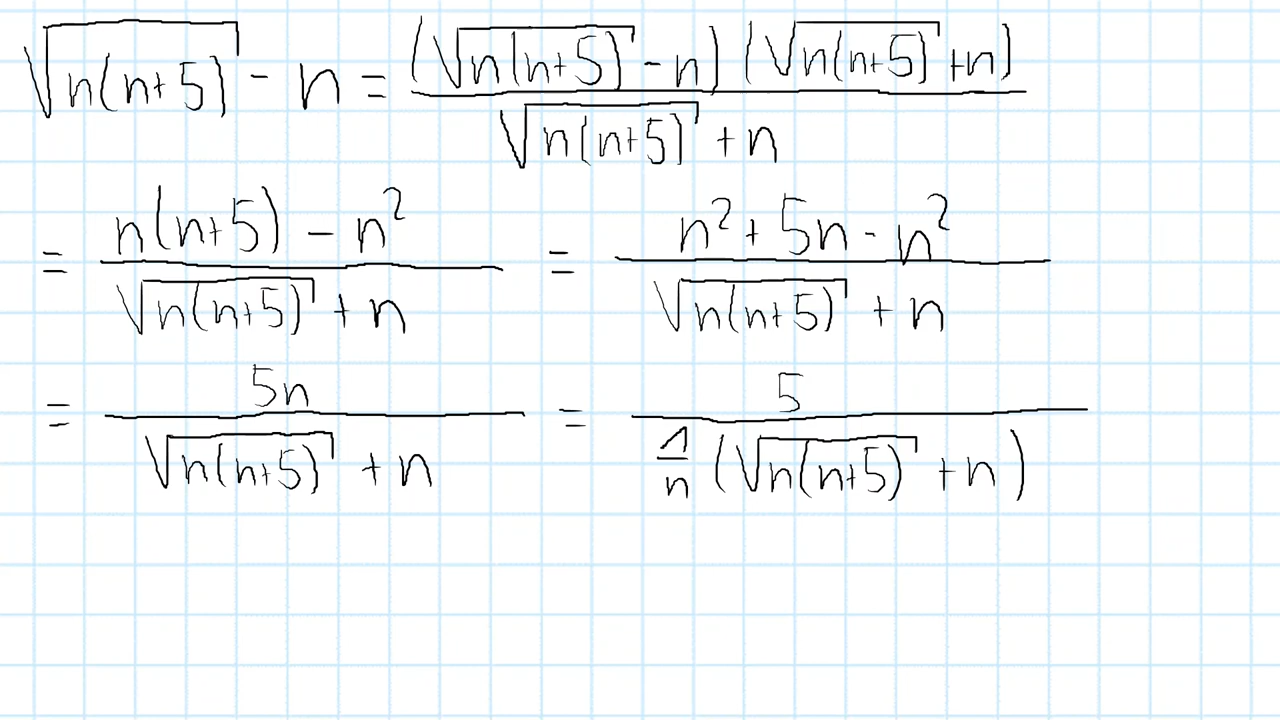 √(n(n+5)) - n = ((√(n(n+5)) - n)(√(n(n+5)) + n)) / (√(n(n+5)) + n)
= (n(n+5) - n²) / (√(n(n+5)) + n) = (n² + 5n - n²) / (√(n(n+5)) + n)
= 5n / (√(n(n+5)) + n) = 5 / (1/n (√(n(n+5)) + n))